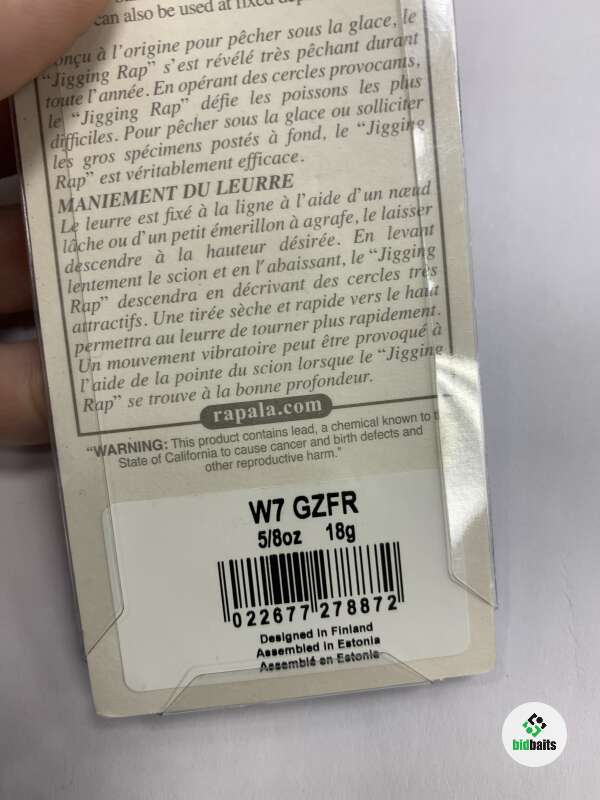 can also be used at fixed
onçu à l'origine pour pêcher sous la glace, le
"Jigging Rap" s'est révélé très pêchant durant
toute l'année. En opérant des cercles provocants,
le "Jigging Rap" défie les poissons les plus
difficiles. Pour pêcher sous la glace ou solliciter
les gros spécimens postés à fond, le "Jigging
Rap" est véritablement efficace.
MANIEMENT DU LEURRE
Le leurre est fixé à la ligne à l'aide d'un nœud
lâche ou d'un petit émerillon à agrafe, le laisser
descendre à la hauteur désirée. En levant
lentement le scion et en l'abaissant, le "Jigging
Rap" descendra en décrivant des cercles très
attractifs. Une tirée sèche et rapide vers le haut
permettra au leurre de tourner plus rapidement.
Un mouvement vibratoire peut être provoqué à
l'aide de la pointe du scion lorsque le "Jigging
Rap" se trouve à la bonne profondeur.
rapala.com
"WARNING: This product contains lead, a chemical known to t
State of California to cause cancer and birth defects and
other reproductive harm."
W7 GZFR
5/8oz 18g
0 22677 27887 2
Designed in Finland
Assembled in Estonia
Assemblé en Estonie
bidbaits